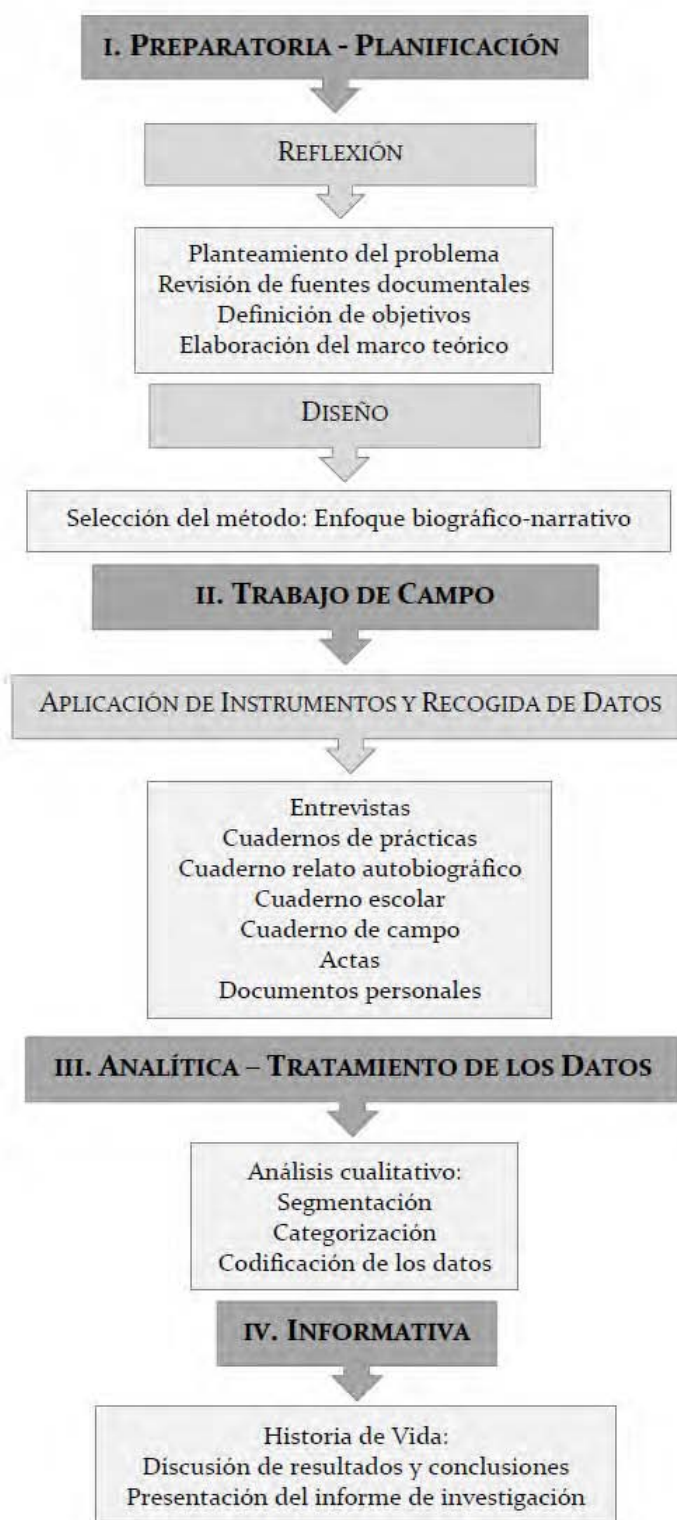 I. PREPARATORIA - PLANIFICACIÓN
REFLEXIÓN
Planteamiento del problema
Revisión de fuentes documentales
Definición de objetivos
Elaboración del marco teórico
DISEÑO
Selección del método: Enfoque biográfico-narrativo
II. TRABAJO DE CAMPO
APLICACIÓN DE INSTRUMENTOS Y RECOGIDA DE DATOS
Entrevistas
Cuadernos de prácticas
Cuaderno relato autobiográfico
Cuaderno escolar
Cuaderno de campo
Actas
Documentos personales
III. ANALÍTICA – TRATAMIENTO DE LOS DATOS
Análisis cualitativo:
Segmentación
Categorización
Codificación de los datos
IV. INFORMATIVA
Historia de Vida:
Discusión de resultados y conclusiones
Presentación del informe de investigación